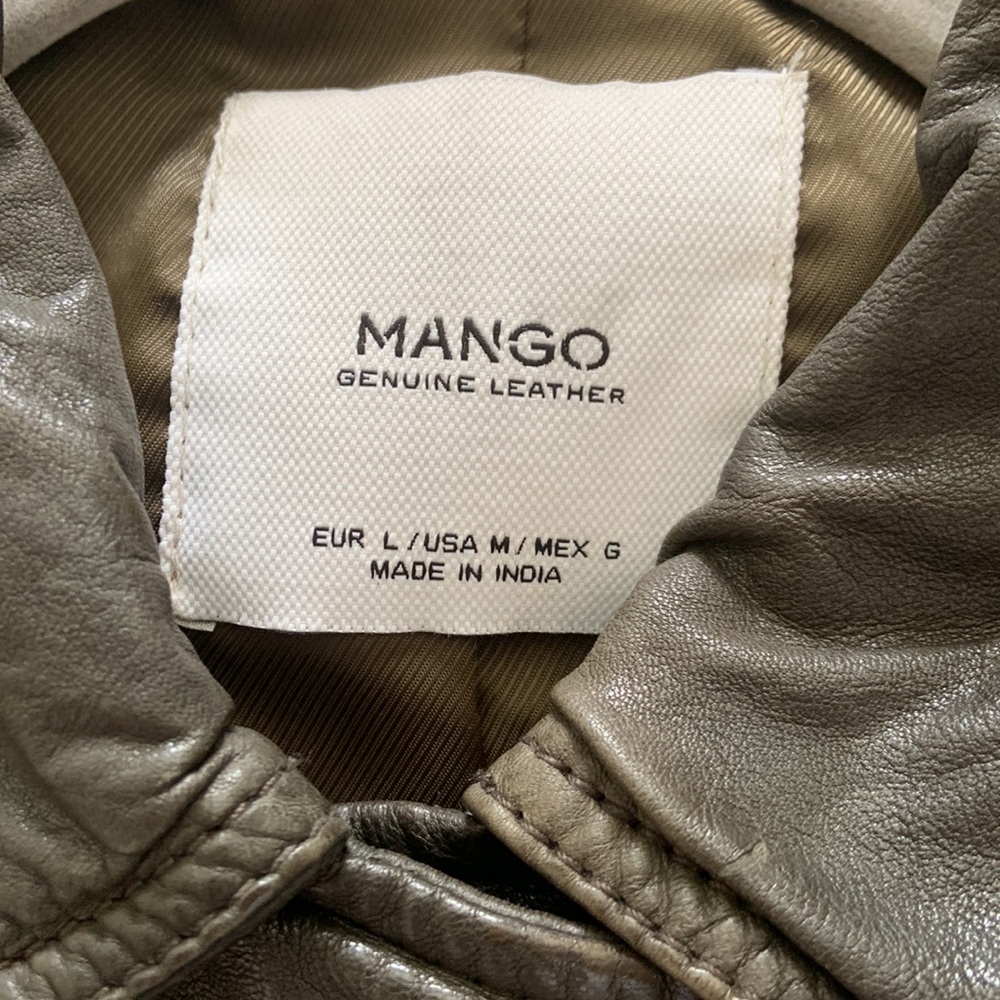 MANGO
GENUINE LEATHER
EUR L / USA M / MEX G
MADE IN INDIA